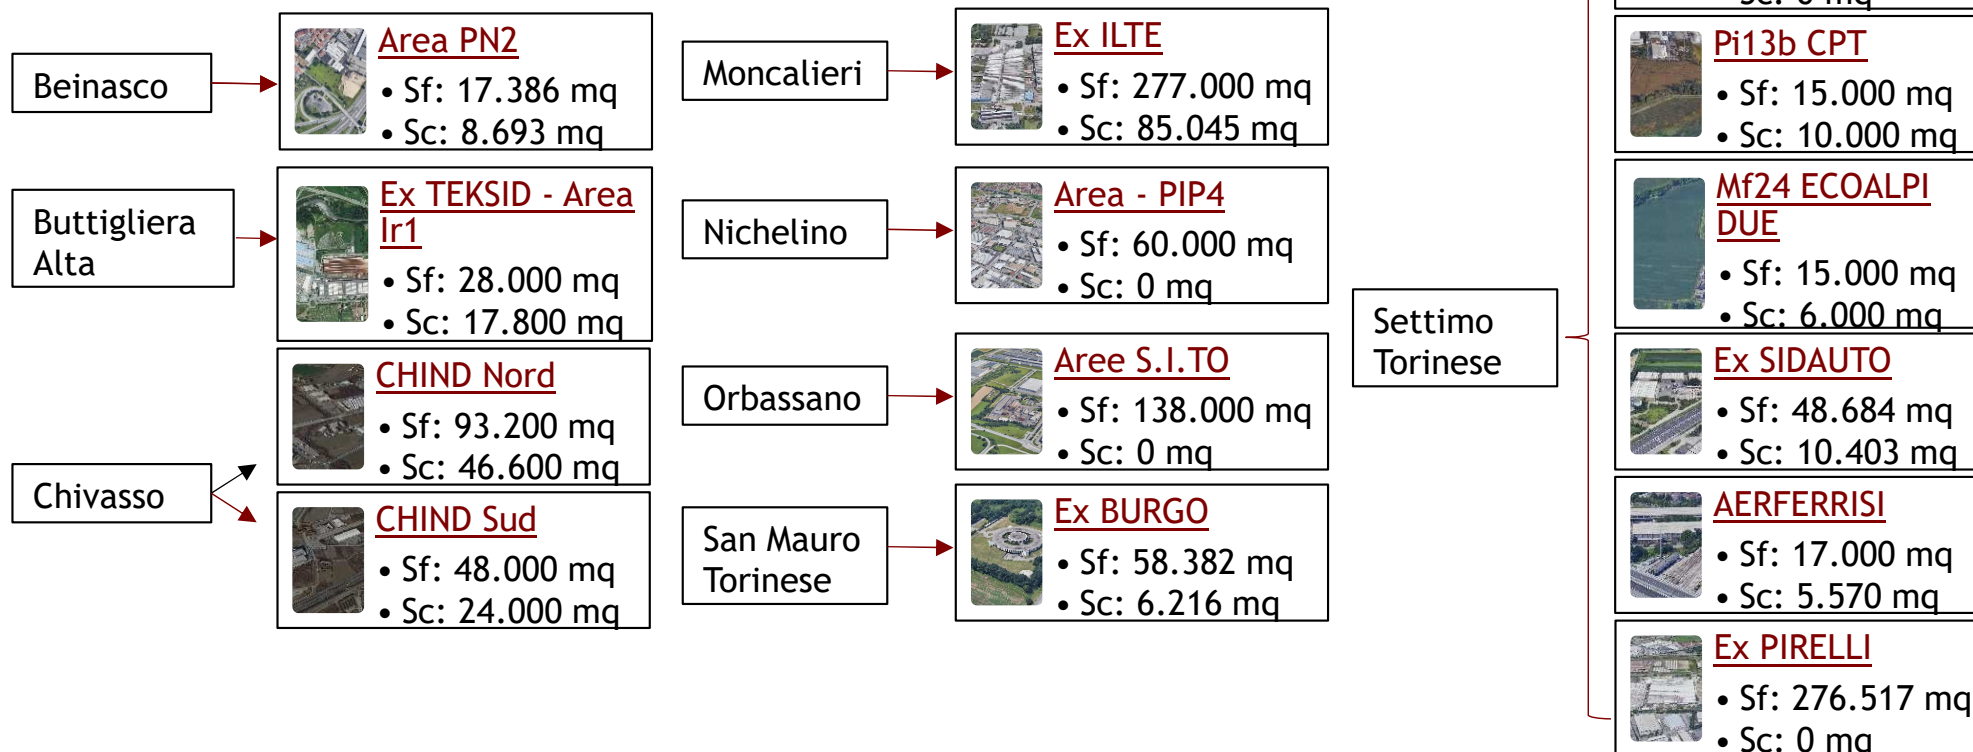 Beinasco
Area PN2
• Sf: 17.386 mq
• Sc: 8.693 mq
Buttigliera
Alta
Ex TEKSID - Area
Ir1
• Sf: 28.000 mq
• Sc: 17.800 mq
Chivasso
CHIND Nord
• Sf: 93.200 mq
• Sc: 46.600 mq
CHIND Sud
• Sf: 48.000 mq
• Sc: 24.000 mq
Moncalieri
Ex ILTE
• Sf: 277.000 mq
• Sc: 85.045 mq
Nichelino
Area - PIP4
• Sf: 60.000 mq
• Sc: 0 mq
Orbassano
Aree S.I.TO
• Sf: 138.000 mq
• Sc: 0 mq
San Mauro
Torinese
Ex BURGO
• Sf: 58.382 mq
• Sc: 6.216 mq
Settimo
Torinese
Sc: 0 mq
Pi13b CPT
• Sf: 15.000 mq
• Sc: 10.000 mq
Mf24 ECOALPI
DUE
• Sf: 15.000 mq
• Sc: 6.000 mq
Ex SIDAUTO
• Sf: 48.684 mq
• Sc: 10.403 mq
AERFERRISI
• Sf: 17.000 mq
• Sc: 5.570 mq
Ex PIRELLI
• Sf: 276.517 mq
• Sc: 0 mq